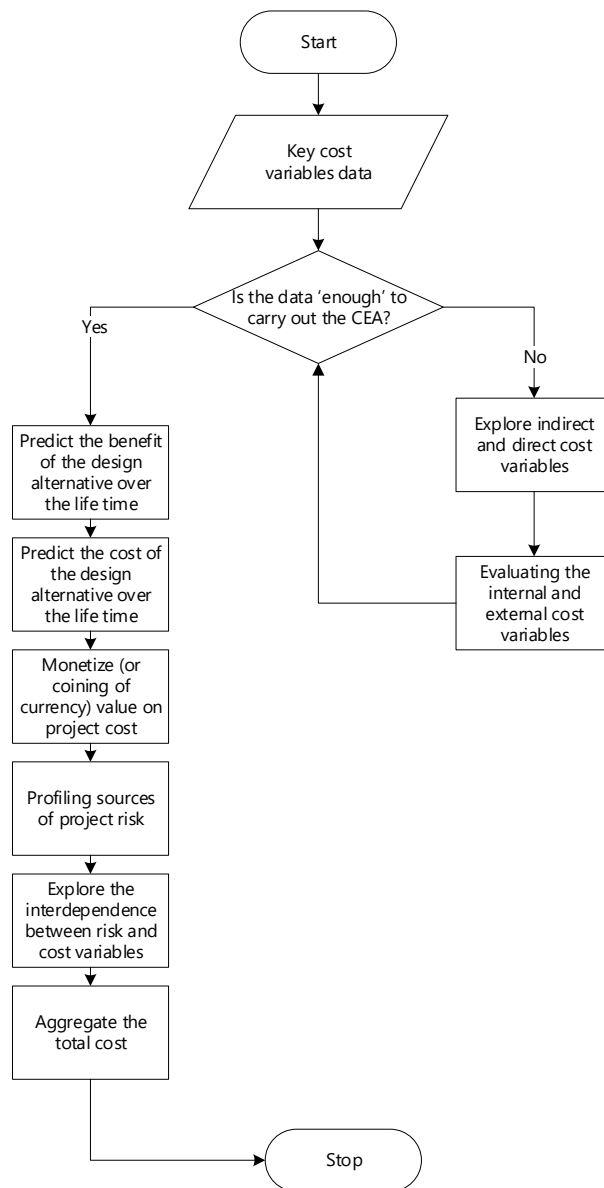 Start
Key cost
variables data
Is the data ‘enough’ to
carry out the CEA?
Yes
No
Predict the benefit
of the design
alternative over
the life time
Predict the cost of
the design
alternative over
the life time
Monetize (or
coining of
currency) value on
project cost
Profiling sources
of project risk
Explore the
interdependence
between risk and
cost variables
Aggregate the
total cost
Explore indirect
and direct cost
variables
Evaluating the
internal and
external cost
variables
Stop